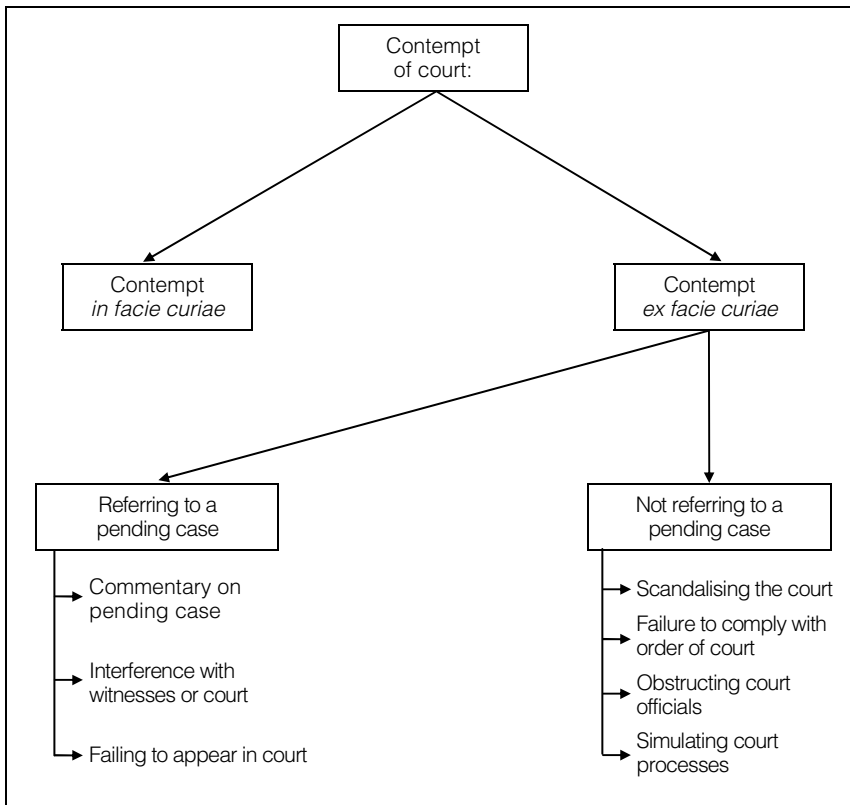 Contempt
of court:
Contempt
in facie curiae
Contempt
ex facie curiae
Referring to a
pending case
Commentary on
pending case
Interference with
witnesses or court
Failing to appear in court
Not referring to a
pending case
Scandalising the court
Failure to comply with
order of court
Obstructing court
officials
Simulating court
processes